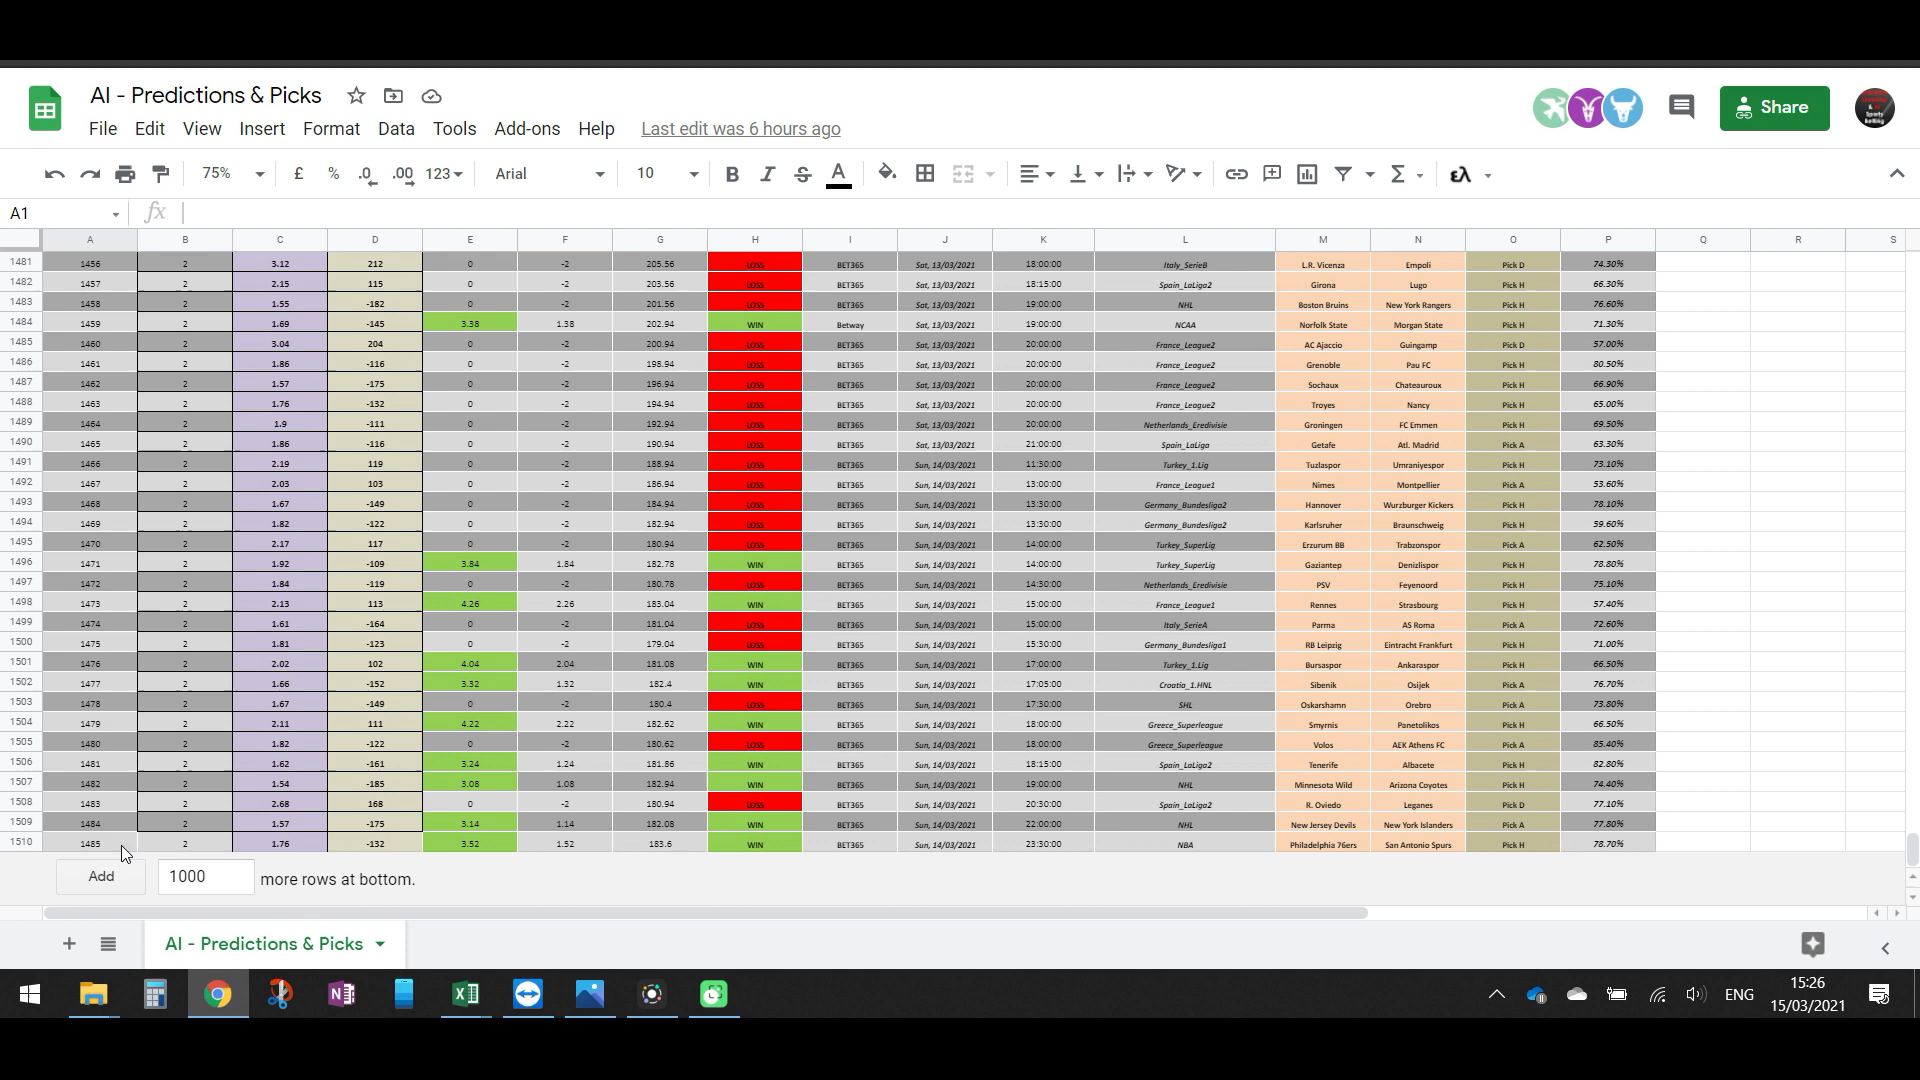 AI - Predictions & Picks
Share
File Edit View Insert Format Data Tools Add-ons Help Last edit was 6 hours ago
75% £ % .0 .00 123 Arial 10 B I S A Σ ελ
A1 fx
A B C D E F G H I J K L M N O P Q R S
1481 1456 2 3.12 212 0 -2 205.56 LOSS BET365 Sat, 13/03/2021 18:00:00 Italy_SerieB L.R. Vicenza Empoli Pick D 74.30%
1482 1457 2 2.15 115 0 -2 203.56 LOSS BET365 Sat, 13/03/2021 18:15:00 Spain_LaLiga2 Girona Lugo Pick H 66.30%
1483 1458 2 1.55 -182 0 -2 201.56 LOSS BET365 Sat, 13/03/2021 19:00:00 NHL Boston Bruins New York Rangers Pick H 76.60%
1484 1459 2 1.69 -145 3.38 1.38 202.94 WIN Betway Sat, 13/03/2021 19:00:00 NCAA Norfolk State Morgan State Pick H 71.30%
1485 1460 2 3.04 204 0 -2 200.94 LOSS BET365 Sat, 13/03/2021 20:00:00 France_League2 AC Ajaccio Guingamp Pick D 57.00%
1486 1461 2 1.86 -116 0 -2 198.94 LOSS BET365 Sat, 13/03/2021 20:00:00 France_League2 Grenoble Pau FC Pick H 80.50%
1487 1462 2 1.57 -175 0 -2 196.94 LOSS BET365 Sat, 13/03/2021 20:00:00 France_League2 Sochaux Chateauroux Pick H 66.90%
1488 1463 2 1.76 -132 0 -2 194.94 LOSS BET365 Sat, 13/03/2021 20:00:00 France_League2 Troyes Nancy Pick H 65.00%
1489 1464 2 1.9 -111 0 -2 192.94 LOSS BET365 Sat, 13/03/2021 20:00:00 Netherlands_Eredivisie Groningen FC Emmen Pick H 69.50%
1490 1465 2 1.86 -116 0 -2 190.94 LOSS BET365 Sat, 13/03/2021 21:00:00 Spain_LaLiga Getafe Atl. Madrid Pick A 63.30%
1491 1466 2 2.19 119 0 -2 188.94 LOSS BET365 Sun, 14/03/2021 11:30:00 Turkey_1.Lig Tuzlaspor Umraniyespor Pick H 73.10%
1492 1467 2 2.03 103 0 -2 186.94 LOSS BET365 Sun, 14/03/2021 13:00:00 France_League1 Nimes Montpellier Pick A 53.60%
1493 1468 2 1.67 -149 0 -2 184.94 LOSS BET365 Sun, 14/03/2021 13:30:00 Germany_Bundesliga2 Hannover Wurzburger Kickers Pick H 78.10%
1494 1469 2 1.82 -122 0 -2 182.94 LOSS BET365 Sun, 14/03/2021 13:30:00 Germany_Bundesliga2 Karlsruher Braunschweig Pick H 59.60%
1495 1470 2 2.17 117 0 -2 180.94 LOSS BET365 Sun, 14/03/2021 14:00:00 Turkey_SuperLig Erzurum BB Trabzonspor Pick A 62.50%
1496 1471 2 1.92 -109 3.84 1.84 182.78 WIN BET365 Sun, 14/03/2021 14:00:00 Turkey_SuperLig Gaziantep Denizlispor Pick H 78.80%
1497 1472 2 1.84 -119 0 -2 180.78 LOSS BET365 Sun, 14/03/2021 14:30:00 Netherlands_Eredivisie PSV Feyenoord Pick H 75.10%
1498 1473 2 2.13 113 4.26 2.26 183.04 WIN BET365 Sun, 14/03/2021 15:00:00 France_League1 Rennes Strasbourg Pick H 57.40%
1499 1474 2 1.61 -164 0 -2 181.04 LOSS BET365 Sun, 14/03/2021 15:00:00 Italy_SerieA Parma AS Roma Pick A 72.60%
1500 1475 2 1.81 -123 0 -2 179.04 LOSS BET365 Sun, 14/03/2021 15:30:00 Germany_Bundesliga1 RB Leipzig Eintracht Frankfurt Pick H 71.00%
1501 1476 2 2.02 102 4.04 2.04 181.08 WIN BET365 Sun, 14/03/2021 17:00:00 Turkey_1.Lig Bursaspor Ankaraspor Pick H 66.50%
1502 1477 2 1.66 -152 3.32 1.32 182.4 WIN BET365 Sun, 14/03/2021 17:05:00 Croatia_1.HNL Sibenik Osijek Pick A 76.70%
1503 1478 2 1.67 -149 0 -2 180.4 LOSS BET365 Sun, 14/03/2021 17:30:00 SHL Oskarshamn Orebro Pick A 73.80%
1504 1479 2 2.11 111 4.22 2.22 182.62 WIN BET365 Sun, 14/03/2021 18:00:00 Greece_Superleague Smyrnis Panetolikos Pick H 66.50%
1505 1480 2 1.82 -122 0 -2 180.62 LOSS BET365 Sun, 14/03/2021 18:00:00 Greece_Superleague Volos AEK Athens FC Pick A 85.40%
1506 1481 2 1.62 -161 3.24 1.24 181.86 WIN BET365 Sun, 14/03/2021 18:15:00 Spain_LaLiga2 Tenerife Albacete Pick H 82.80%
1507 1482 2 1.54 -185 3.08 1.08 182.94 WIN BET365 Sun, 14/03/2021 19:00:00 NHL Minnesota Wild Arizona Coyotes Pick H 74.40%
1508 1483 2 2.68 168 0 -2 180.94 LOSS BET365 Sun, 14/03/2021 20:30:00 Spain_LaLiga2 R. Oviedo Leganes Pick D 77.10%
1509 1484 2 1.57 -175 3.14 1.14 182.08 WIN BET365 Sun, 14/03/2021 22:00:00 NHL New Jersey Devils New York Islanders Pick A 77.80%
1510 1485 2 1.76 -132 3.52 1.52 183.6 WIN BET365 Sun, 14/03/2021 23:30:00 NBA Philadelphia 76ers San Antonio Spurs Pick H 78.70%
Add 1000 more rows at bottom.
AI - Predictions & Picks
ENG 15:26
15/03/2021